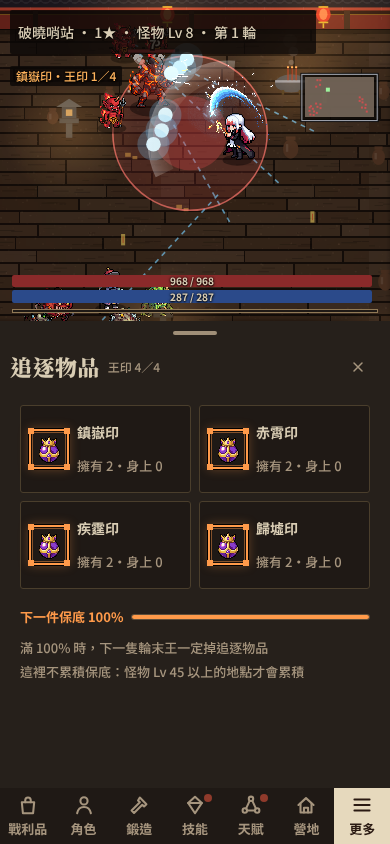 破曉哨站 · 1★ · 怪物 Lv 8 · 第 1 輪
鎮嶽印・王印 1／4
968 / 968
287 / 287
追逐物品 王印 4／4 ×
鎮嶽印
擁有 2・身上 0
赤霄印
擁有 2・身上 0
疾霆印
擁有 2・身上 0
歸墟印
擁有 2・身上 0
下一件保底 100%
滿 100% 時，下一隻輪末王一定掉追逐物品
這裡不累積保底：怪物 Lv 45 以上的地點才會累積
戰利品 角色 鍛造 技能 天賦 營地 更多